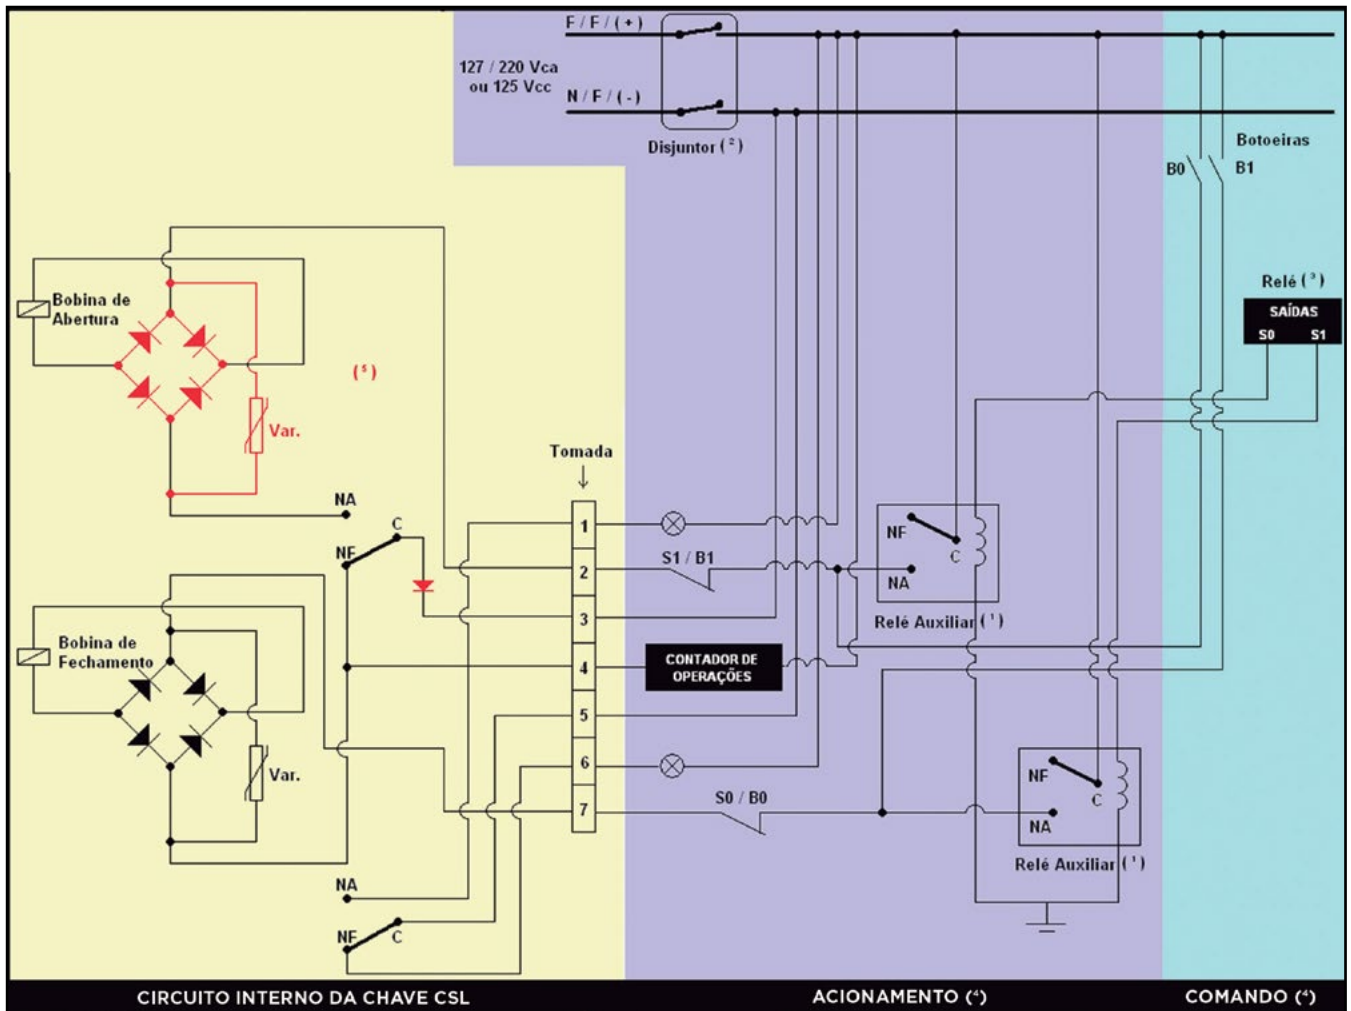 F / F / ( + )
127 / 220 Vca
ou 125 Vcc
N / F / ( - )
Disjuntor ( ² )
Botoeiras
B0
B1
Relé ( ³ )
SAÍDAS
S0 S1
Bobina de
Abertura
( ⁵ )
Var.
Tomada
NA
C
NF
1
2
3
4
5
6
7
S1 / B1
NF
C
NA
Relé Auxiliar ( ¹ )
Bobina de
Fechamento
CONTADOR DE
OPERAÇÕES
Var.
S0 / B0
NF
C
NA
Relé Auxiliar ( ¹ )
NA
NF
C
CIRCUITO INTERNO DA CHAVE CSL
ACIONAMENTO (⁴)
COMANDO (⁴)